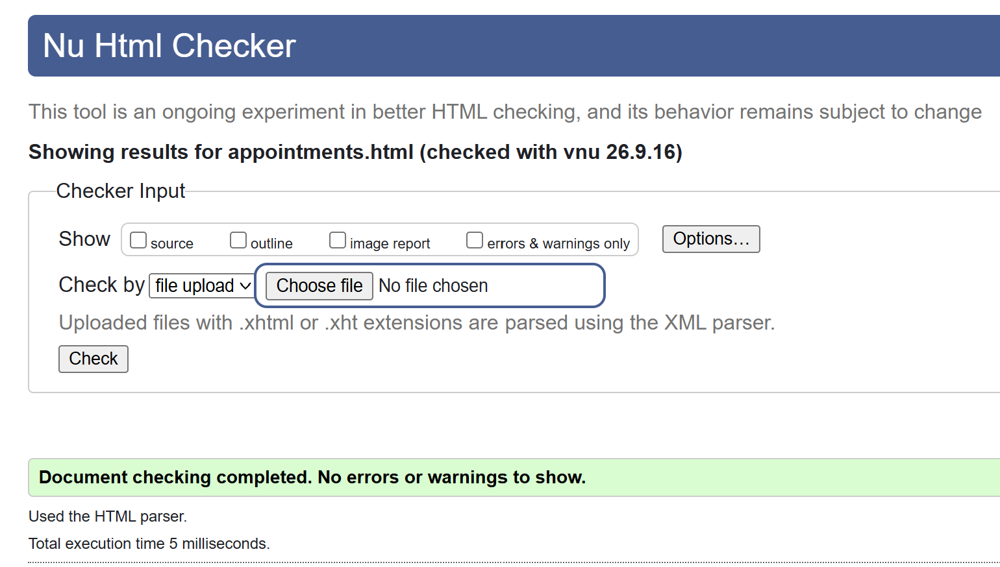 Nu Html Checker
This tool is an ongoing experiment in better HTML checking, and its behavior remains subject to change
Showing results for appointments.html (checked with vnu 26.9.16)
Checker Input
Show source outline image report errors & warnings only Options…
Check by file upload Choose file No file chosen
Uploaded files with .xhtml or .xht extensions are parsed using the XML parser.
Check
Document checking completed. No errors or warnings to show.
Used the HTML parser.
Total execution time 5 milliseconds.